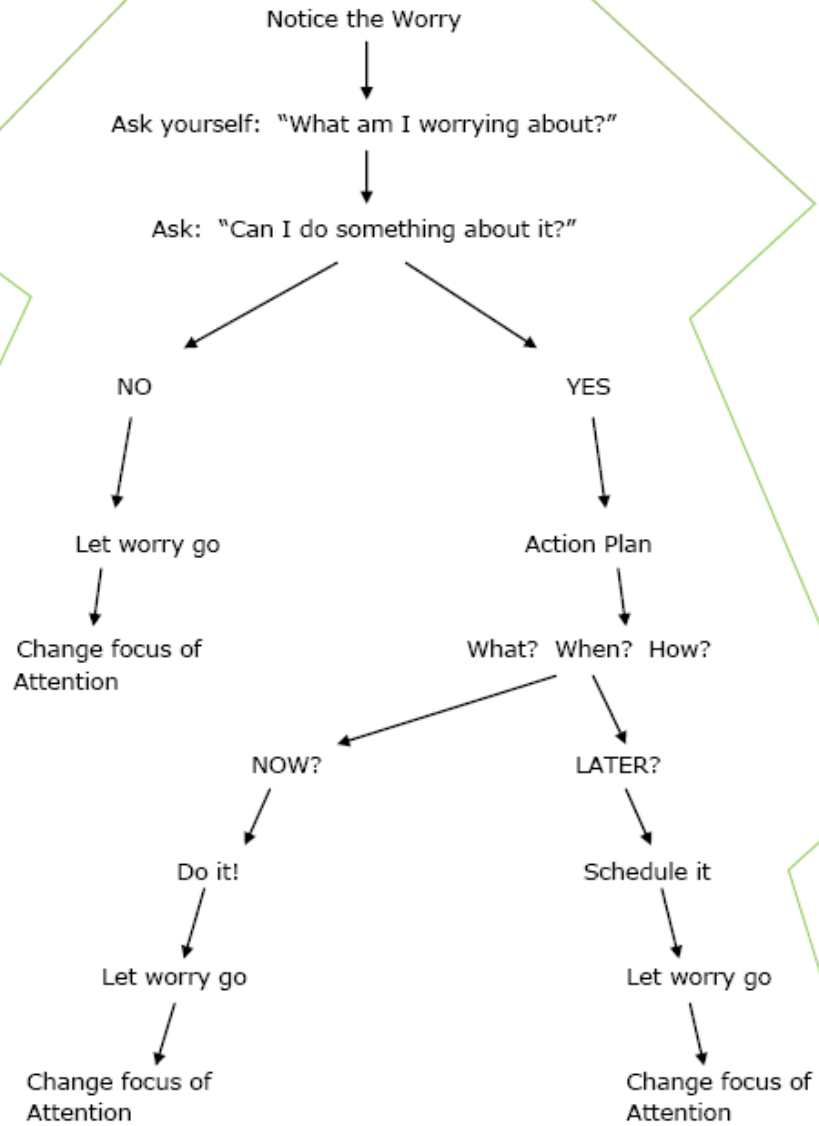 Notice the Worry
Ask yourself:  “What am I worrying about?”
Ask:  “Can I do something about it?”
NO
YES
Let worry go
Action Plan
Change focus of
Attention
What?  When?  How?
NOW?
LATER?
Do it!
Schedule it
Let worry go
Let worry go
Change focus of
Attention
Change focus of
Attention